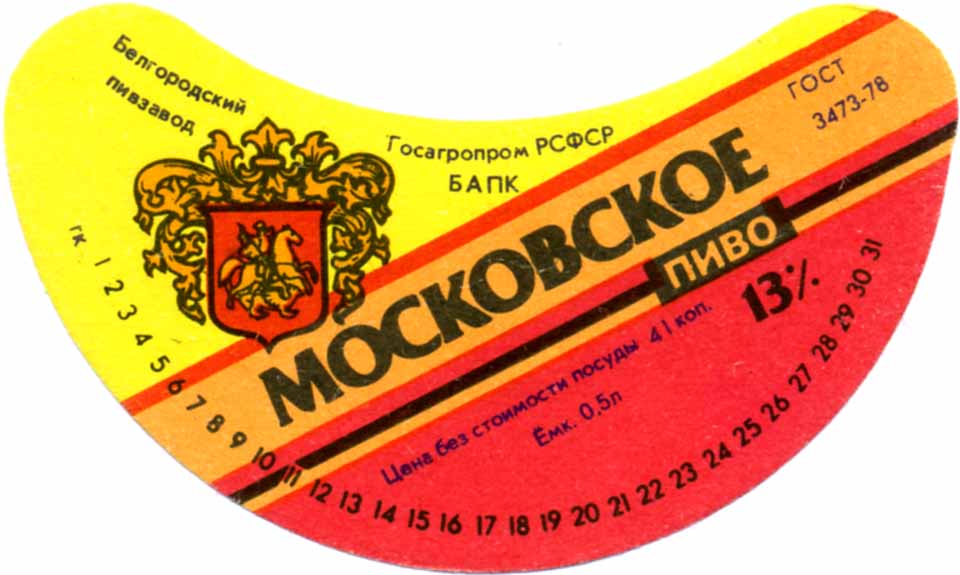 Белгородский
пивзавод
Госагропром РСФСР
БАПК
ГОСТ
3473-78
МОСКОВСКОЕ
ПИВО
13%
Цена без стоимости посуды 41 коп.
Ёмк. 0,5л
гк 1 2 3 4 5 6 7 8 9 10 11 12 13 14 15 16 17 18 19 20 21 22 23 24 25 26 27 28 29 30 31